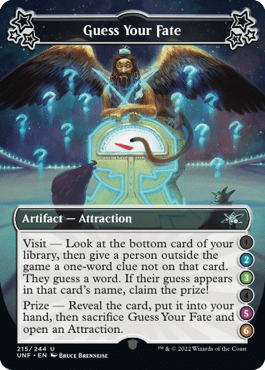 Guess Your Fate
Artifact — Attraction
Visit — Look at the bottom card of your
library, then give a person outside the
game a one-word clue not on that card.
They guess a word. If their guess appears
in that card's name, claim the prize!
Prize — Reveal the card, put it into your
hand, then sacrifice Guess Your Fate and
open an Attraction.
1
2
3
4
5
6
215/244 U
UNF • EN Bruce Brenneise
™ & © 2022 Wizards of the Coast